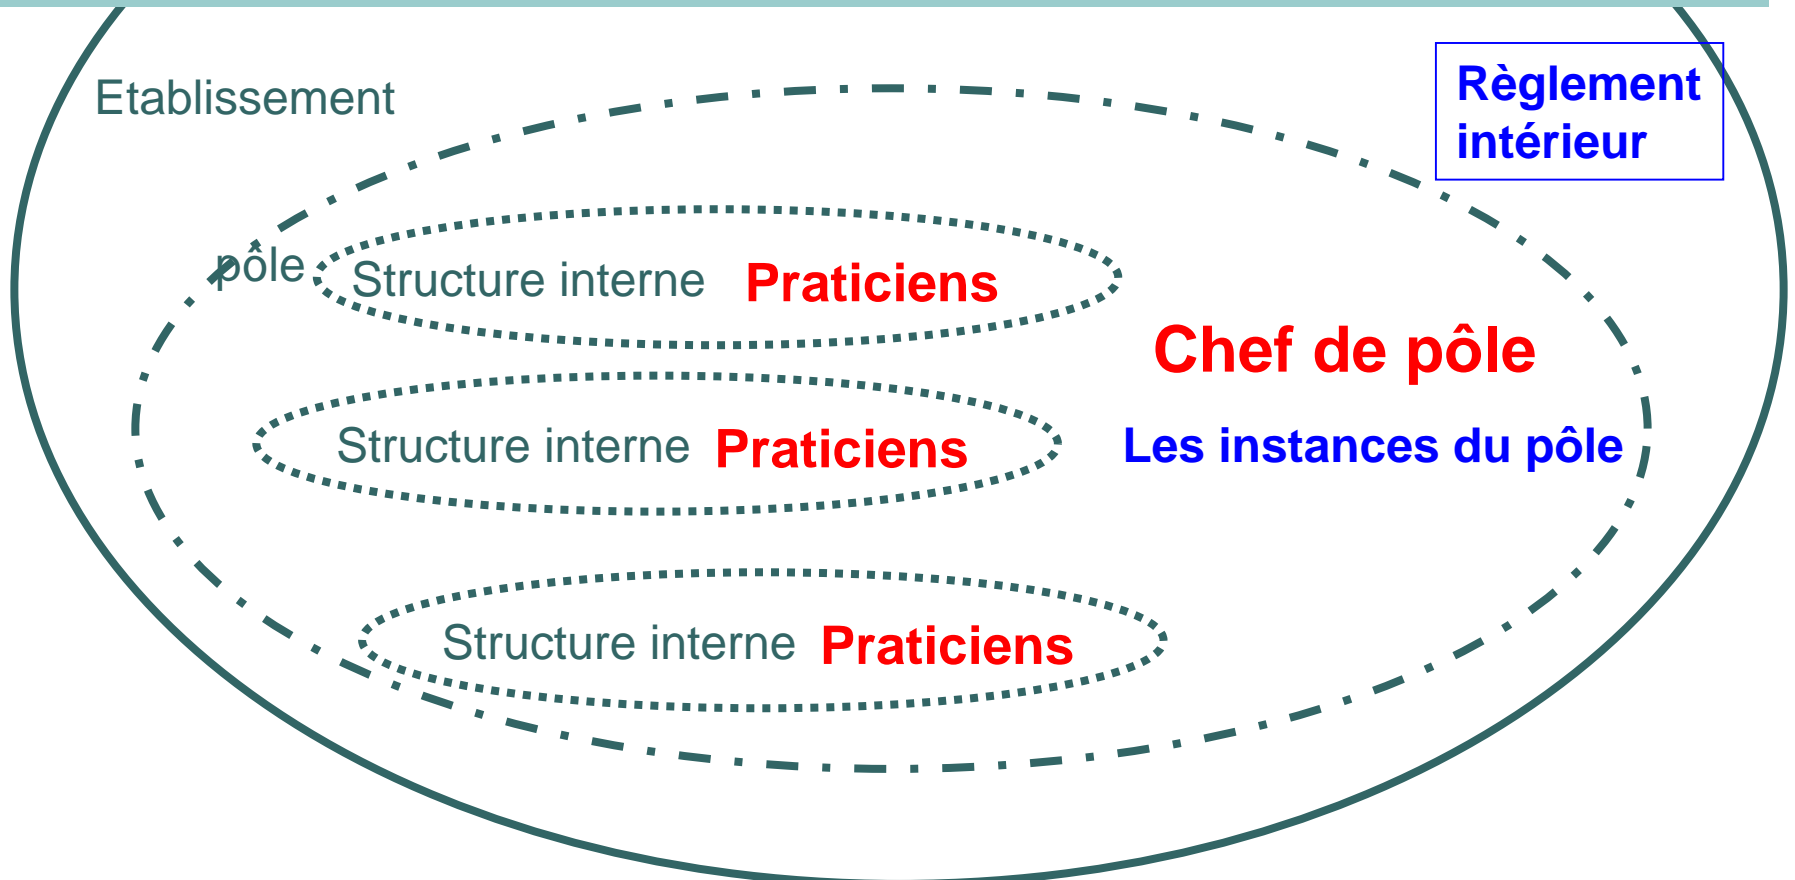 Etablissement
Règlement
intérieur
pôle
Structure interne Praticiens
Chef de pôle
Structure interne Praticiens
Les instances du pôle
Structure interne Praticiens